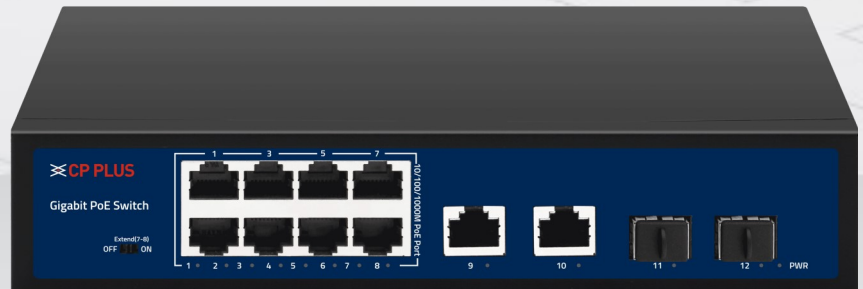 CP PLUS
Gigabit PoE Switch
Extend(7-8)
OFF ON
1 3 5 7
10/100/1000M PoE Port
1 2 3 4 5 6 7 8
9 10 11 12 PWR